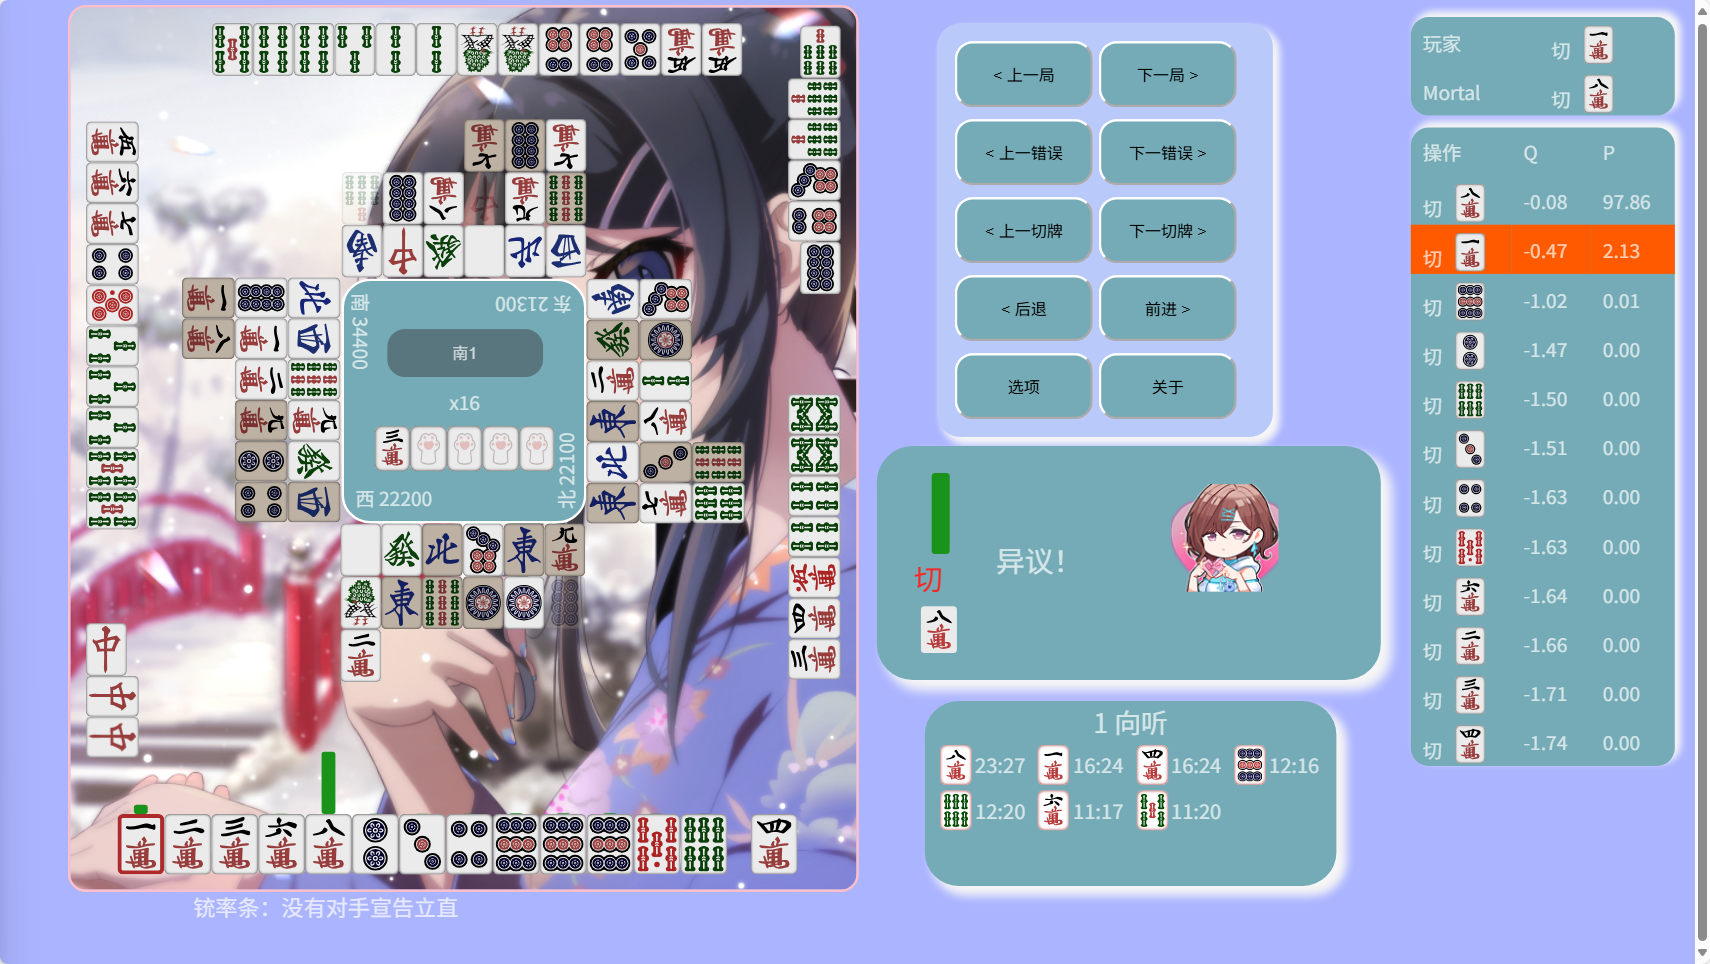 南1
x16
东 21300
南 34400
北 22100
西 22200
铳率条：没有对手宣告立直
< 上一局
下一局 >
< 上一错误
下一错误 >
< 上一切牌
下一切牌 >
< 后退
前进 >
选项
关于
切
异议！
1 向听
23:27
16:24
16:24
12:16
12:20
11:17
11:20
玩家 切
Mortal 切
操作 Q P
切 -0.08 97.86
切 -0.47 2.13
切 -1.02 0.01
切 -1.47 0.00
切 -1.50 0.00
切 -1.51 0.00
切 -1.63 0.00
切 -1.63 0.00
切 -1.64 0.00
切 -1.66 0.00
切 -1.71 0.00
切 -1.74 0.00